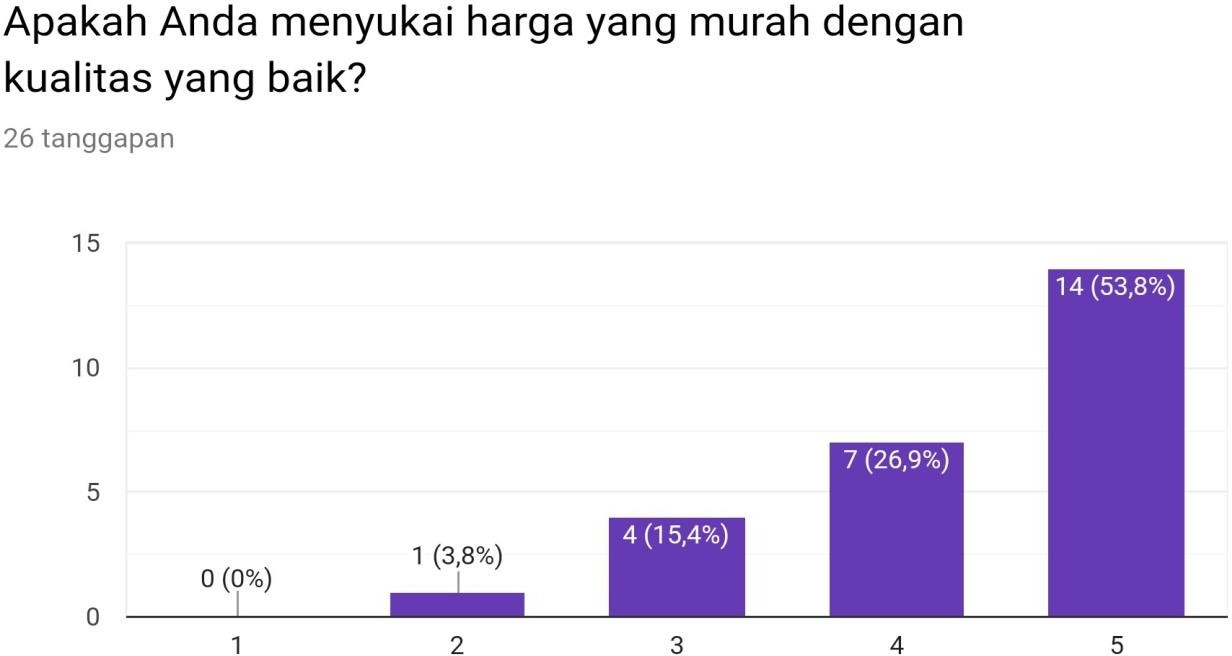 Apakah Anda menyukai harga yang murah dengan
kualitas yang baik?
26 tanggapan
15
14 (53,8%)
10
7 (26,9%)
5
4 (15,4%)
1 (3,8%)
0 (0%)
0
1 2 3 4 5